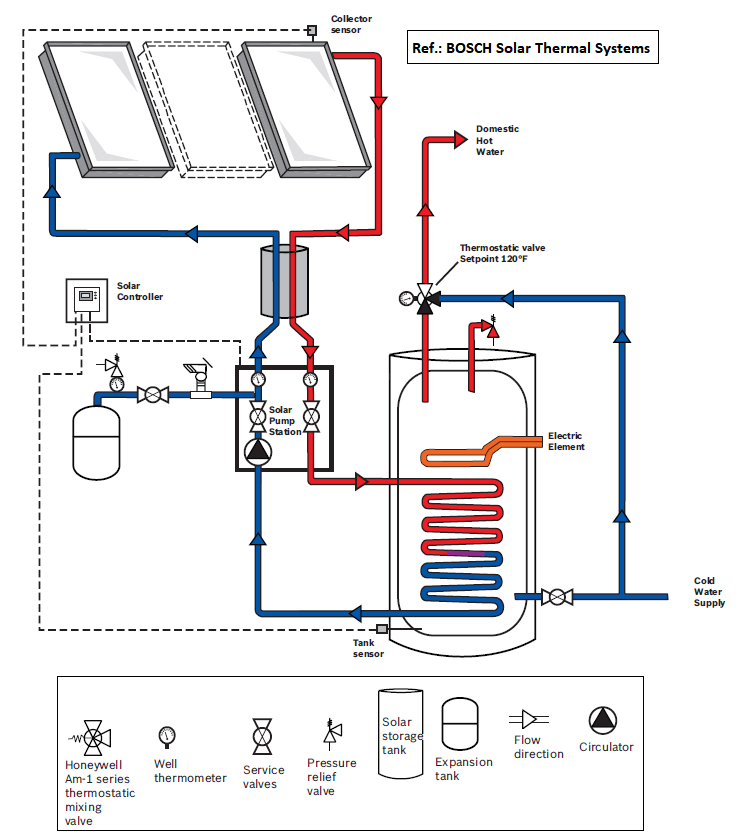 Collector
sensor
Ref.: BOSCH Solar Thermal Systems
Domestic
Hot
Water
Thermostatic valve
Setpoint 120°F
Solar
Controller
Solar
Pump
Station
Electric
Element
Cold
Water
Supply
Tank
sensor
Honeywell
Am-1 series
thermostatic
mixing
valve
Well
thermometer
Service
valves
Pressure
relief
valve
Solar
storage
tank
Expansion
tank
Flow
direction
Circulator